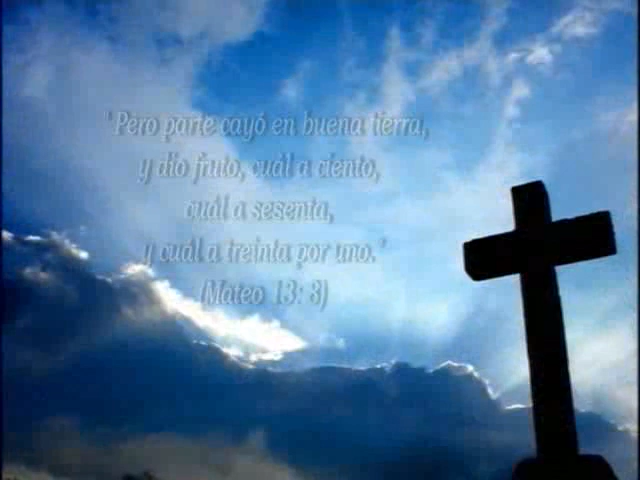 "Pero parte cayó en buena tierra,
y dio fruto, cuál a ciento,
cuál a sesenta,
y cuál a treinta por uno."
(Mateo 13: 8)